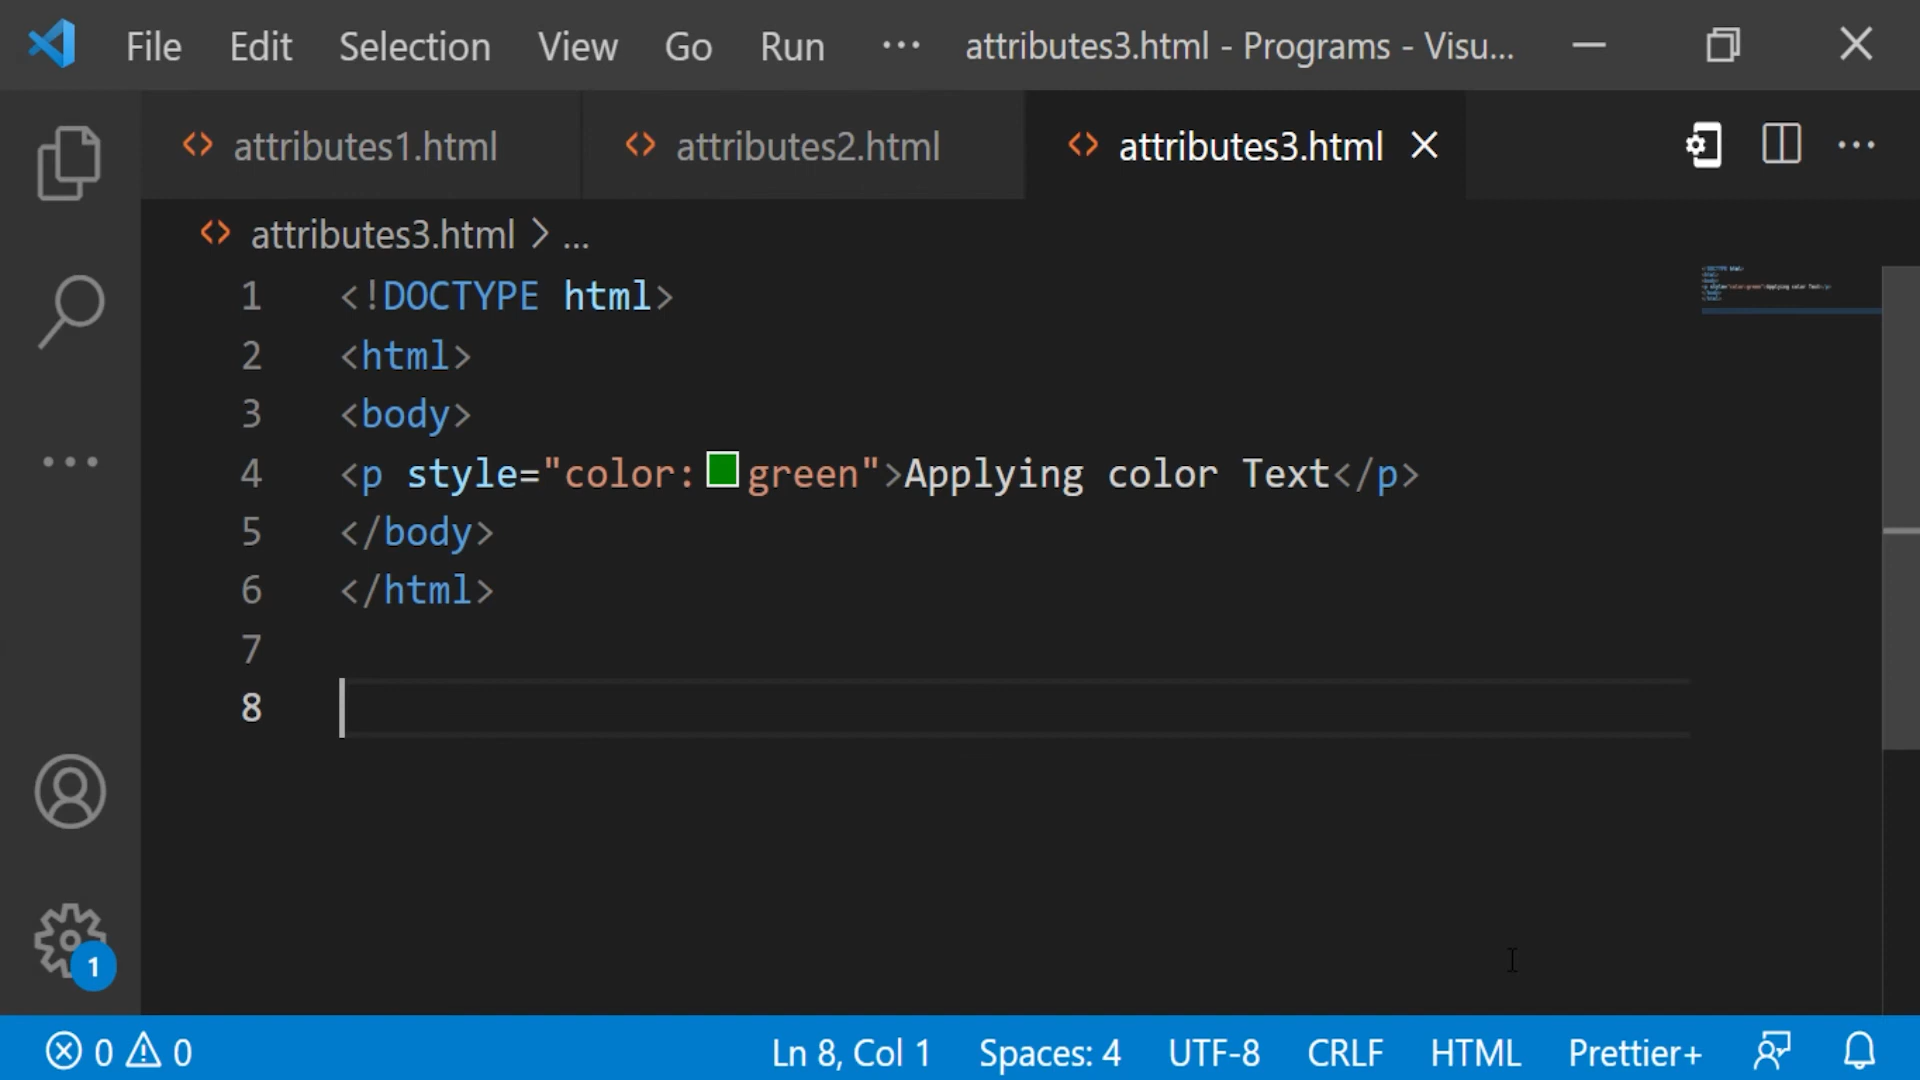 File Edit Selection View Go Run ··· attributes3.html - Programs - Visu...
attributes1.html attributes2.html attributes3.html
attributes3.html > ...
1 <!DOCTYPE html>
2 <html>
3 <body>
4 <p style="color:green">Applying color Text</p>
5 </body>
6 </html>
7
8
1
0 0 Ln 8, Col 1 Spaces: 4 UTF-8 CRLF HTML Prettier+